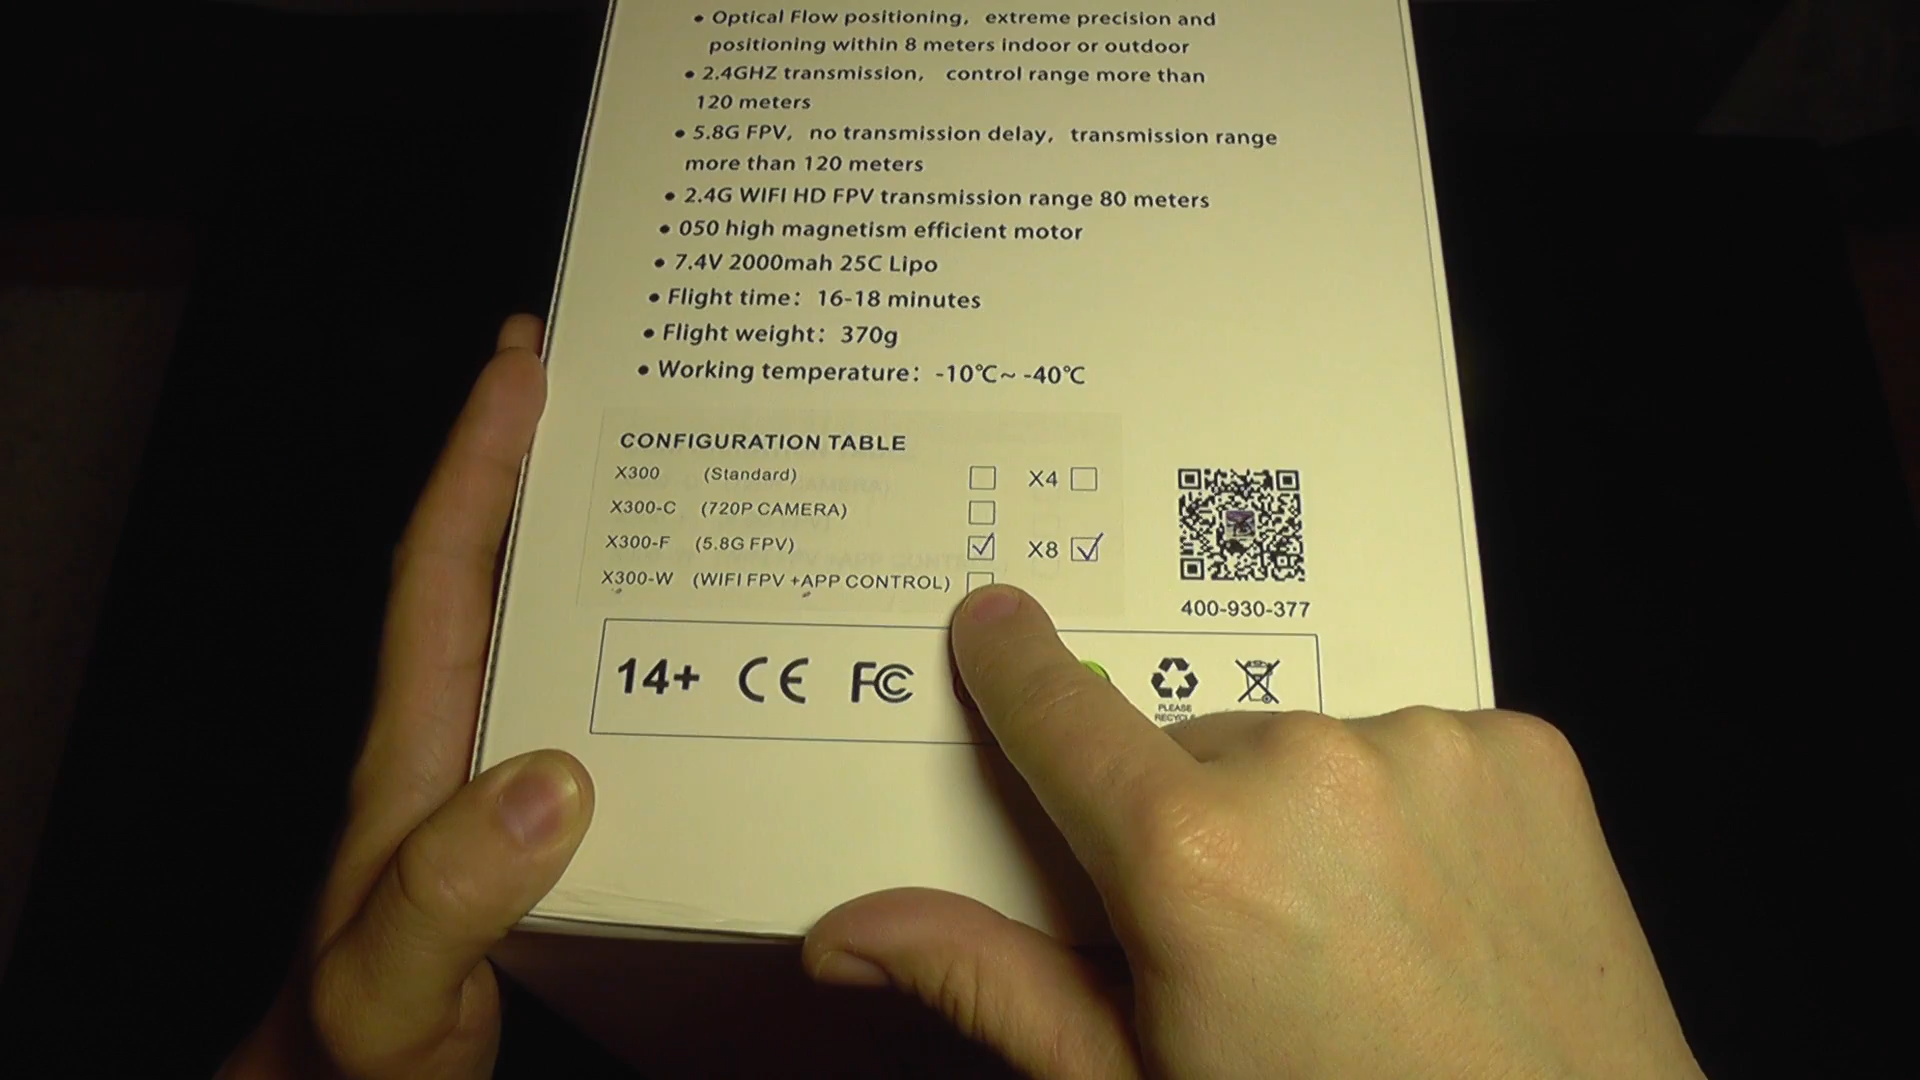 • Optical Flow positioning, extreme precision and
positioning within 8 meters indoor or outdoor
• 2.4GHZ transmission, control range more than
120 meters
• 5.8G FPV, no transmission delay, transmission range
more than 120 meters
• 2.4G WIFI HD FPV transmission range 80 meters
• 050 high magnetism efficient motor
• 7.4V 2000mah 25C Lipo
• Flight time: 16-18 minutes
• Flight weight: 370g
• Working temperature: -10℃~ -40℃
CONFIGURATION TABLE
X300 (Standard) X4
X300-C (720P CAMERA)
X300-F (5.8G FPV) X8
X300-W (WIFI FPV +APP CONTROL)
400-930-377
14+ CE FC
PLEASE
RECYCLE